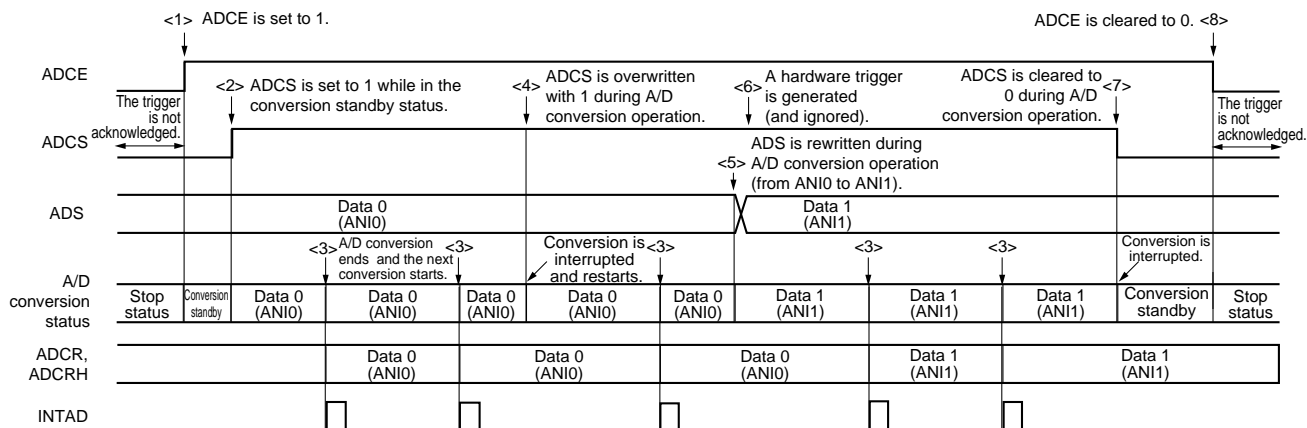 <1> ADCE is set to 1.
ADCE is cleared to 0. <8>
ADCE
The trigger
is not
acknowledged.
<2> ADCS is set to 1 while in the
conversion standby status.
<4> ADCS is overwritten
with 1 during A/D
conversion operation.
<6> A hardware trigger
is generated
(and ignored).
ADCS is cleared to <7>
0 during A/D
conversion operation.
The trigger
is not
acknowledged.
ADCS
<5> ADS is rewritten during
A/D conversion operation
(from ANI0 to ANI1).
ADS
Data 0
(ANI0)
Data 1
(ANI1)
<3> A/D conversion
ends and the next
conversion starts.
<3>
Conversion is
interrupted
and restarts.
<3>
<3>
<3>
Conversion is
interrupted.
A/D
conversion
status
Stop
status
Conversion
standby
Data 0
(ANI0)
Data 0
(ANI0)
Data 0
(ANI0)
Data 0
(ANI0)
Data 0
(ANI0)
Data 1
(ANI1)
Data 1
(ANI1)
Data 1
(ANI1)
Conversion
standby
Stop
status
ADCR,
ADCRH
Data 0
(ANI0)
Data 0
(ANI0)
Data 0
(ANI0)
Data 1
(ANI1)
Data 1
(ANI1)
INTAD